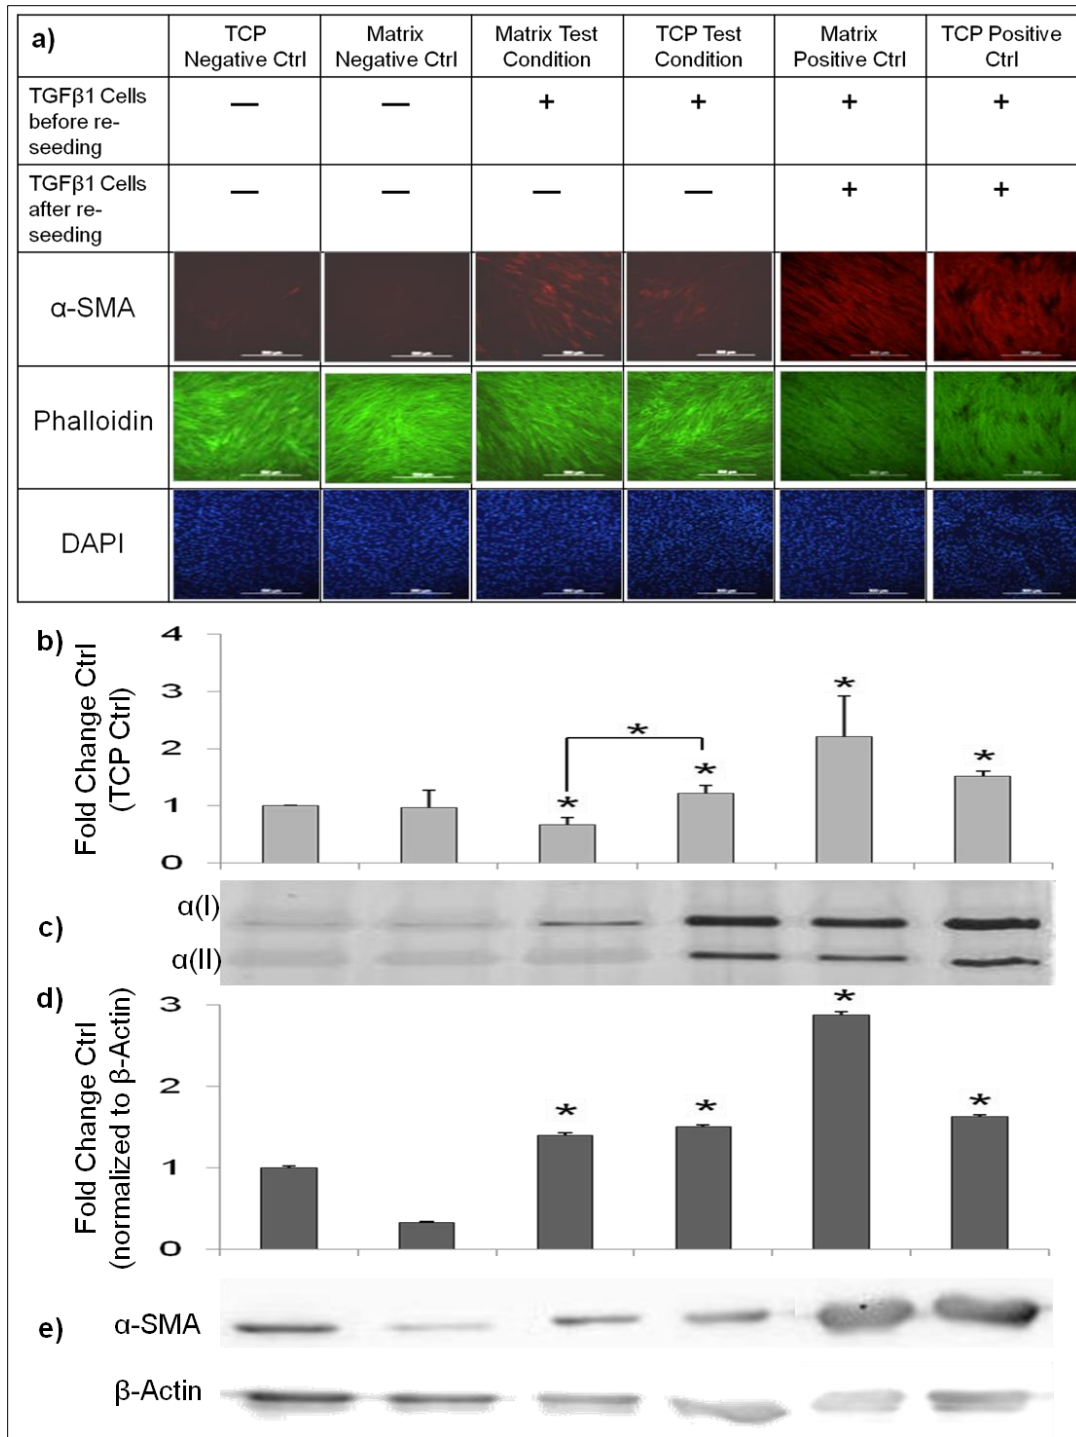 a)
TCP
Negative Ctrl
Matrix
Negative Ctrl
Matrix Test
Condition
TCP Test
Condition
Matrix
Positive Ctrl
TCP Positive
Ctrl
TGFβ1 Cells
before re-
seeding
—
—
+
+
+
+
TGFβ1 Cells
after re-
seeding
—
—
—
—
+
+
α-SMA
Phalloidin
DAPI
b)
Fold Change Ctrl
(TCP Ctrl)
4
3
2
1
0
*
*
*
*
*
c)
α(I)
α(II)
d)
Fold Change Ctrl
(normalized to β-Actin)
3
2
1
0
*
*
*
*
e)
α-SMA
β-Actin